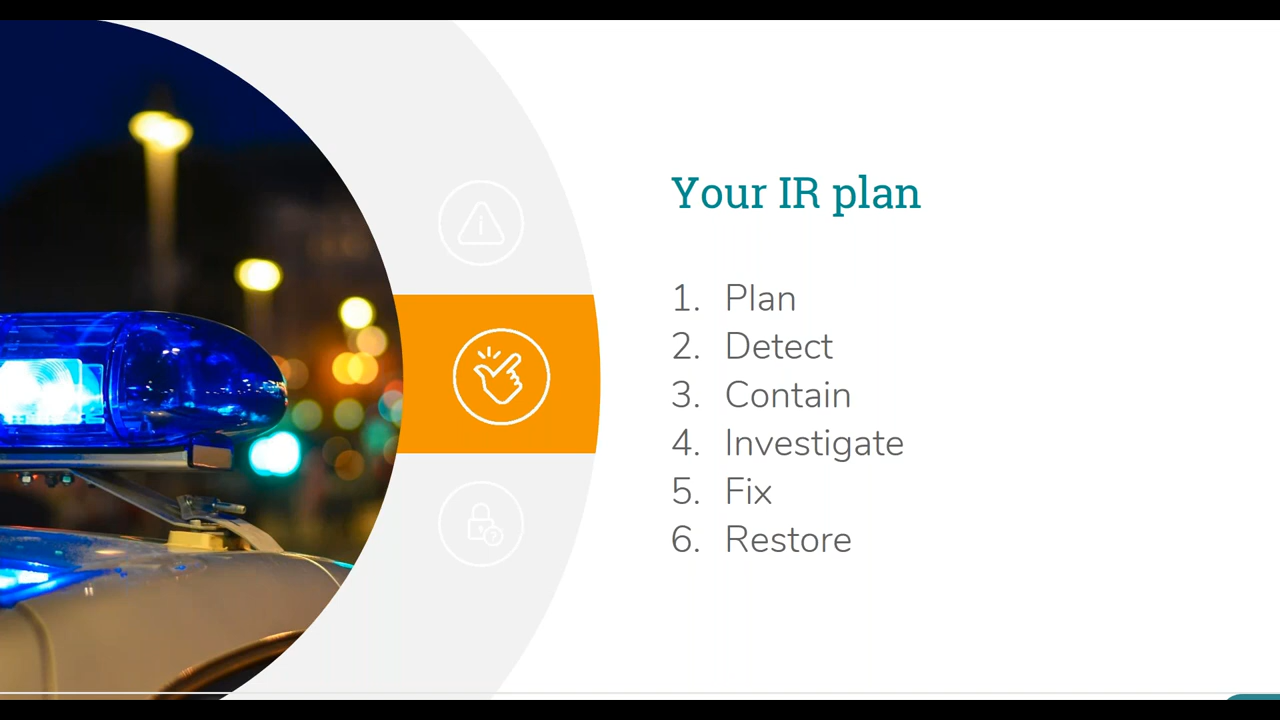 Your IR plan
1. Plan
2. Detect
3. Contain
4. Investigate
5. Fix
6. Restore